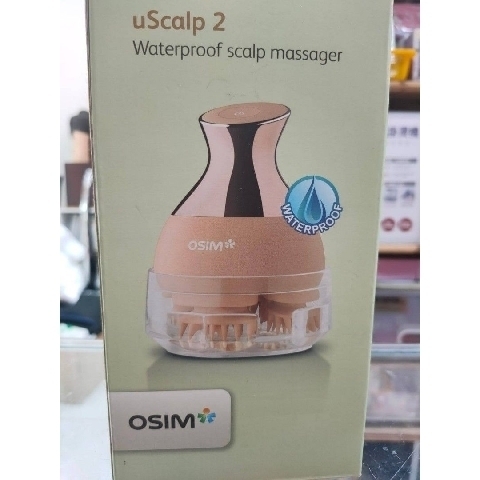 uScalp 2
Waterproof scalp massager
WATERPROOF
OSIM
OSIM